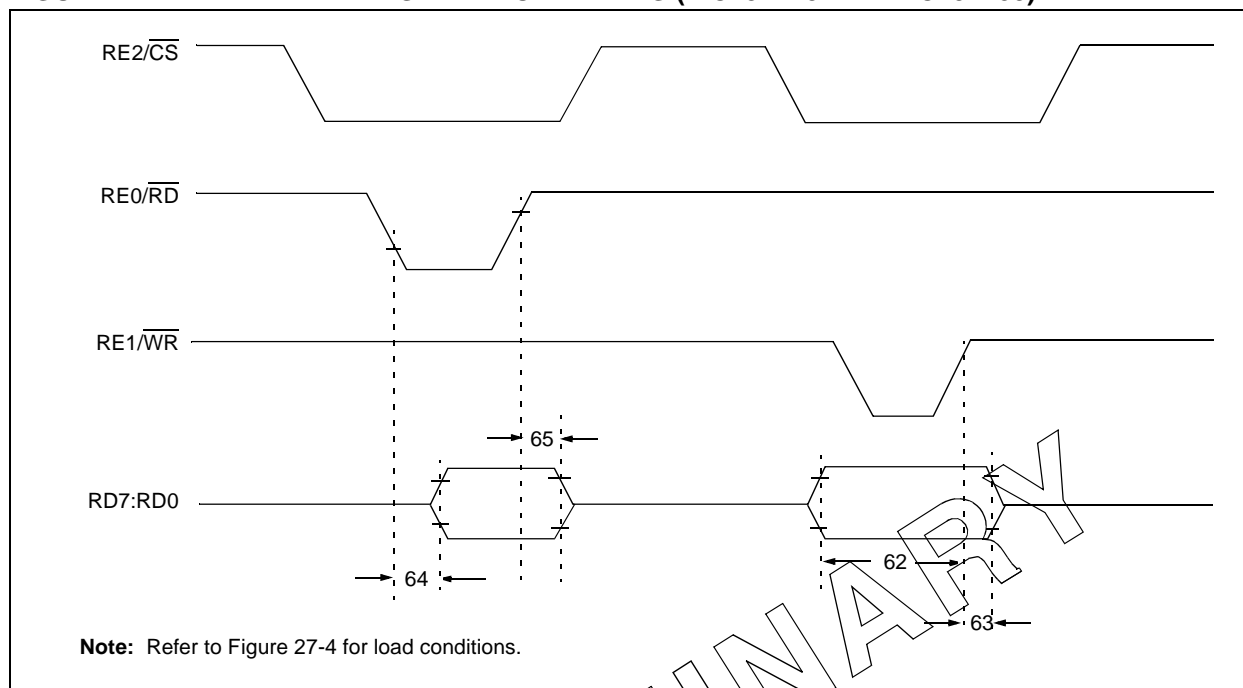 RE2/CS
RE0/RD
RE1/WR
65
RD7:RD0
62
64
63
Note: Refer to Figure 27-4 for load conditions.